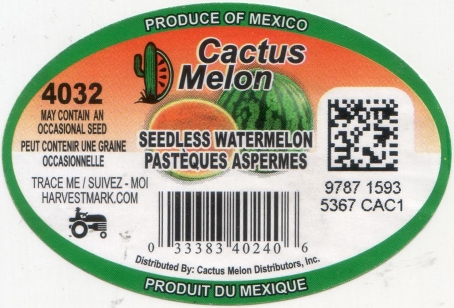 PRODUCE OF MEXICO
Cactus
Melon
4032
MAY CONTAIN AN
OCCASIONAL SEED
PEUT CONTENIR UNE GRAINE
OCCASIONNELLE
SEEDLESS WATERMELON
PASTÈQUES ASPERMES
TRACE ME / SUIVEZ - MOI
HARVESTMARK.COM
9787 1593
5367 CAC1
0 33383 40240 6
Distributed By: Cactus Melon Distributors, Inc.
PRODUIT DU MEXIQUE